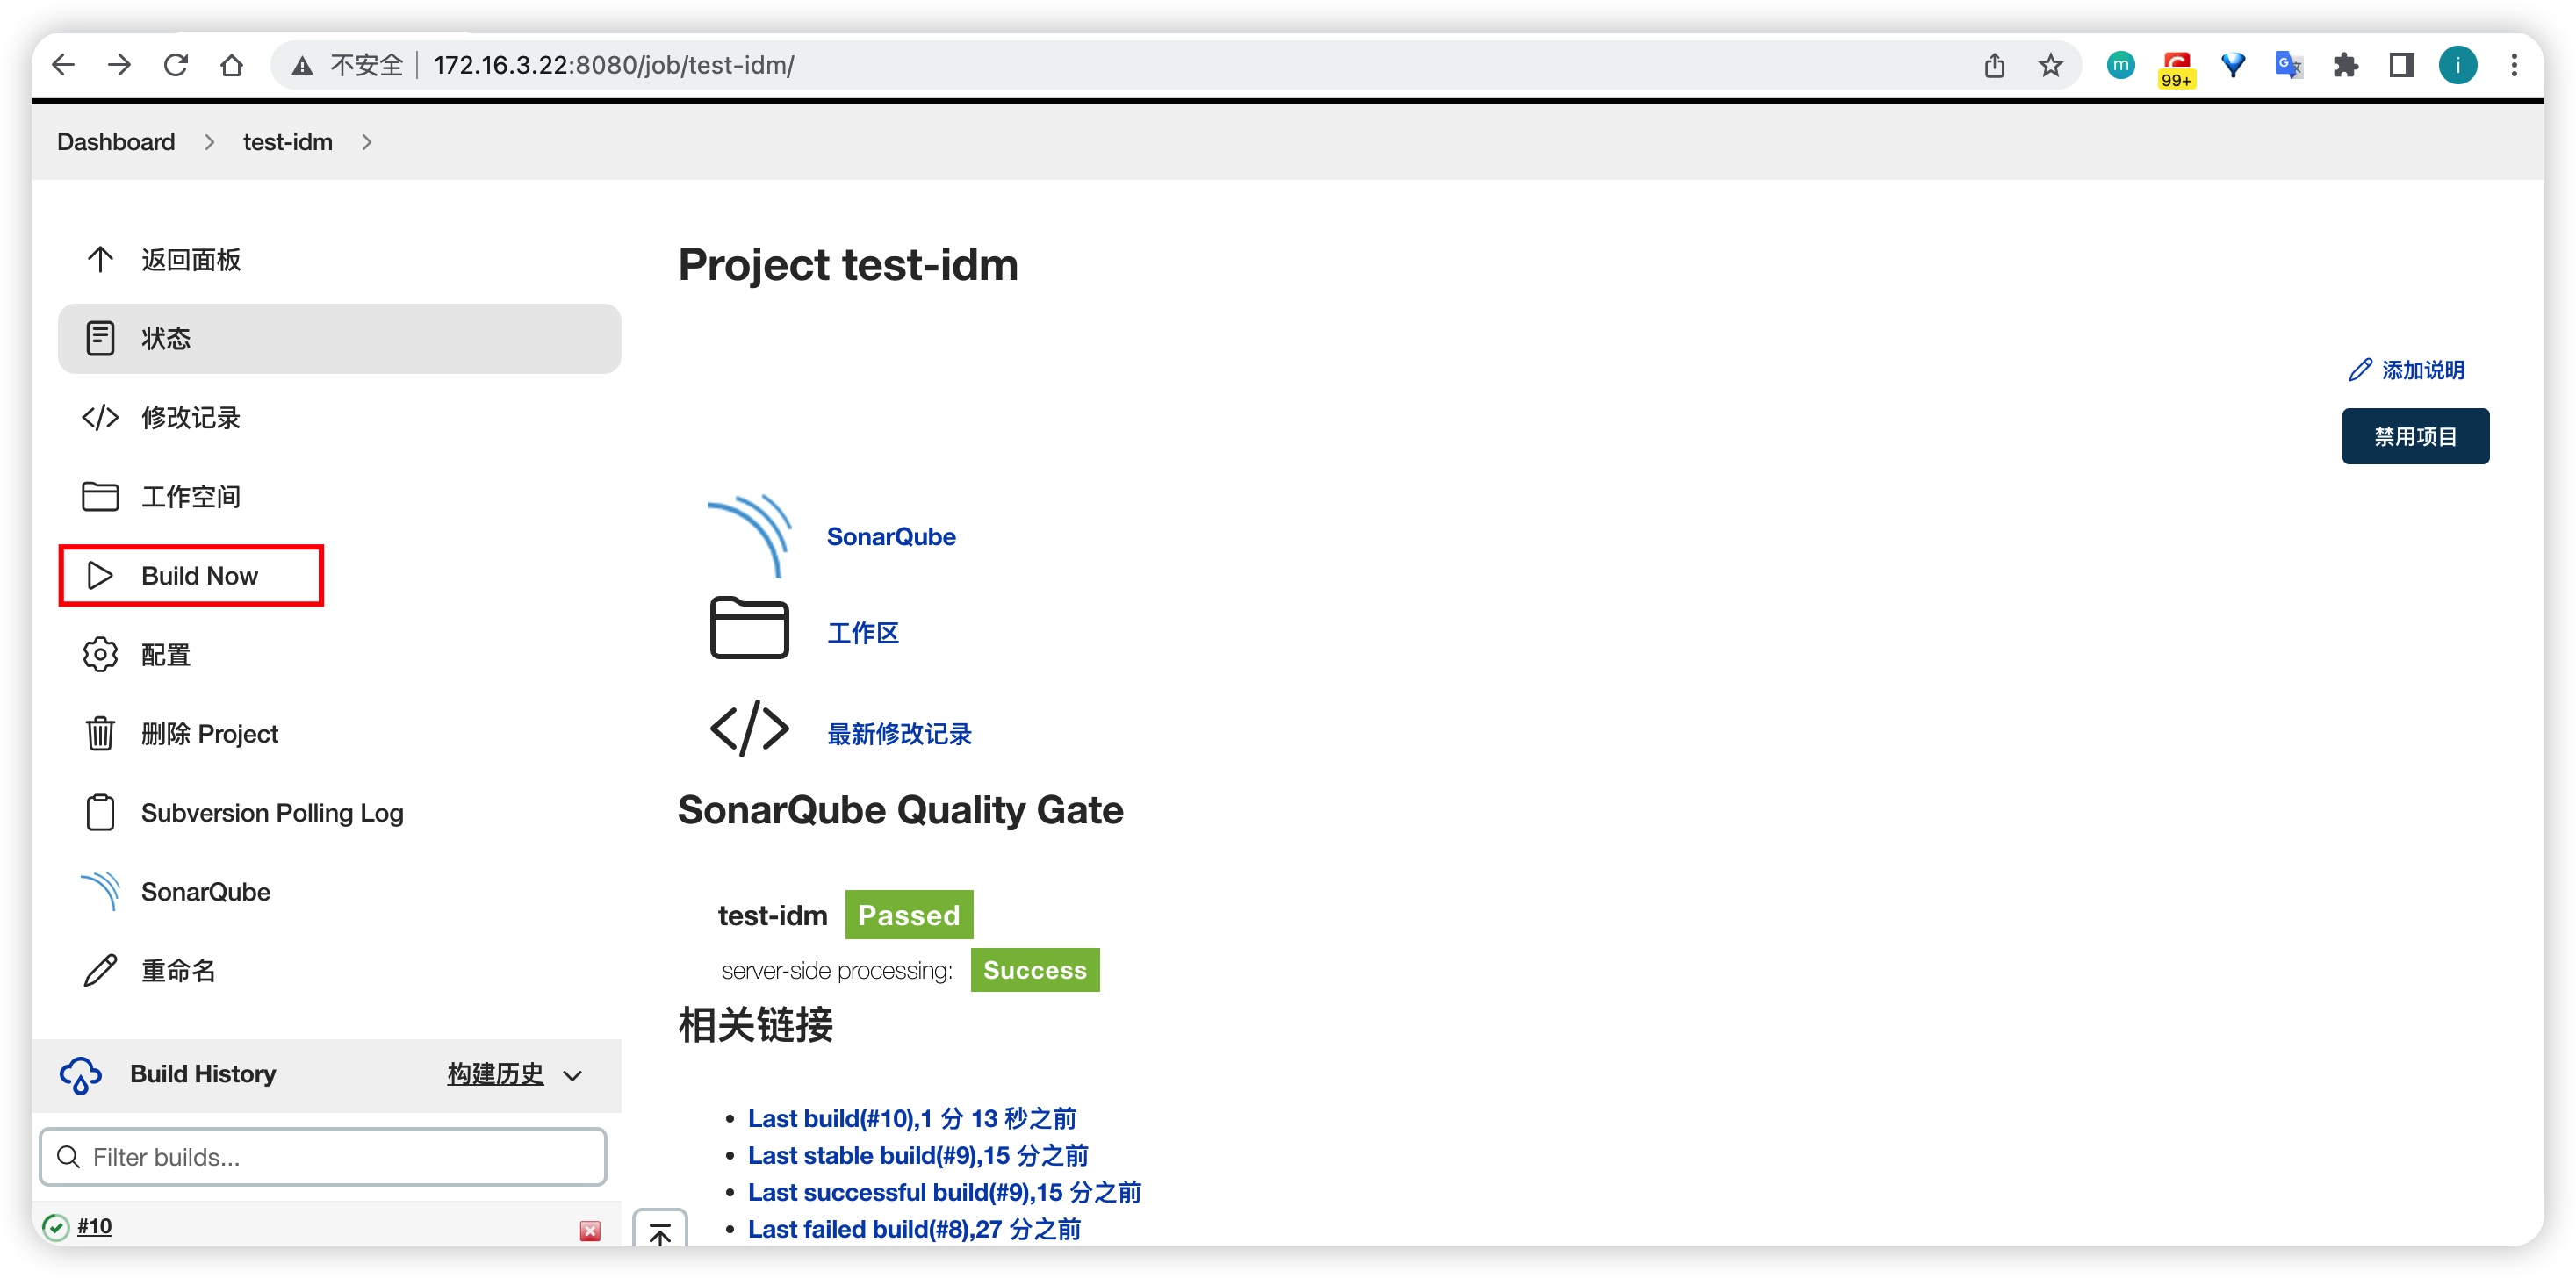 不安全 172.16.3.22:8080/job/test-idm/
m
99+
i
Dashboard
test-idm
返回面板
状态
修改记录
工作空间
Build Now
配置
删除 Project
Subversion Polling Log
SonarQube
重命名
Build History
构建历史
Filter builds...
#10
Project test-idm
添加说明
禁用项目
SonarQube
工作区
最新修改记录
SonarQube Quality Gate
test-idm Passed
server-side processing: Success
相关链接
Last build(#10),1 分 13 秒之前
Last stable build(#9),15 分之前
Last successful build(#9),15 分之前
Last failed build(#8),27 分之前